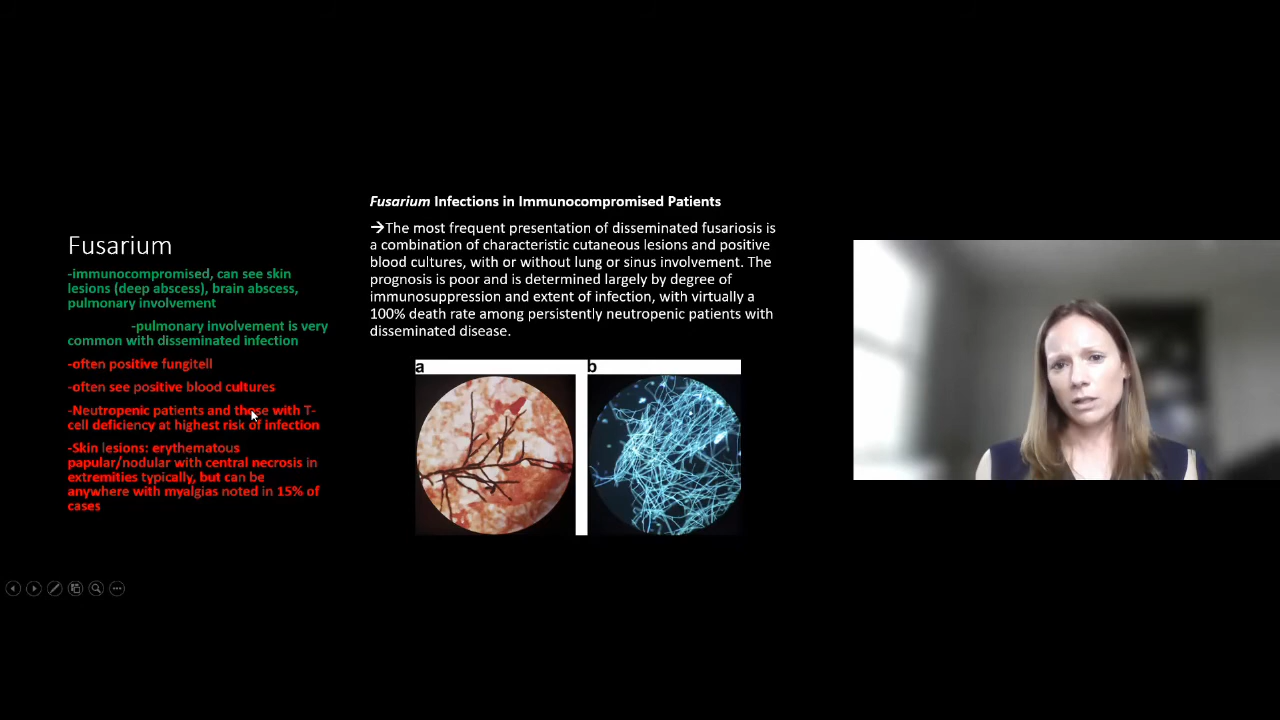 Fusarium
-immunocompromised, can see skin
lesions (deep abscess), brain abscess,
pulmonary involvement
-pulmonary involvement is very
common with disseminated infection
-often positive fungitell
-often see positive blood cultures
-Neutropenic patients and those with T-
cell deficiency at highest risk of infection
-Skin lesions: erythematous
papular/nodular with central necrosis in
extremities typically, but can be
anywhere with myalgias noted in 15% of
cases
Fusarium Infections in Immunocompromised Patients
→The most frequent presentation of disseminated fusariosis is
a combination of characteristic cutaneous lesions and positive
blood cultures, with or without lung or sinus involvement. The
prognosis is poor and is determined largely by degree of
immunosuppression and extent of infection, with virtually a
100% death rate among persistently neutropenic patients with
disseminated disease.
a
b